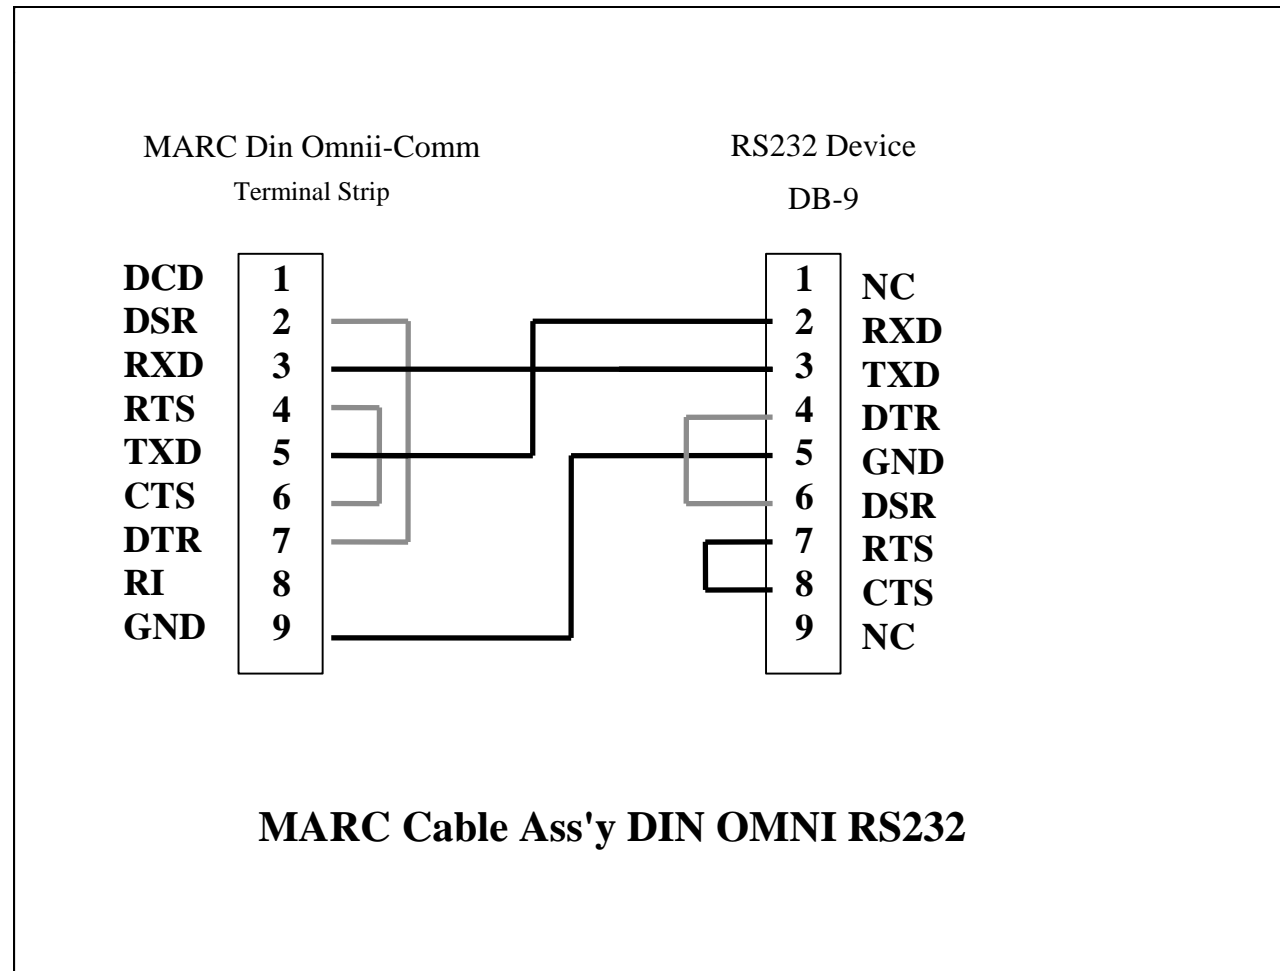 MARC Din Omnii-Comm
Terminal Strip
RS232 Device
DB-9
DCD 1
DSR 2
RXD 3
RTS 4
TXD 5
CTS 6
DTR 7
RI 8
GND 9
1 NC
2 RXD
3 TXD
4 DTR
5 GND
6 DSR
7 RTS
8 CTS
9 NC
MARC Cable Ass'y DIN OMNI RS232